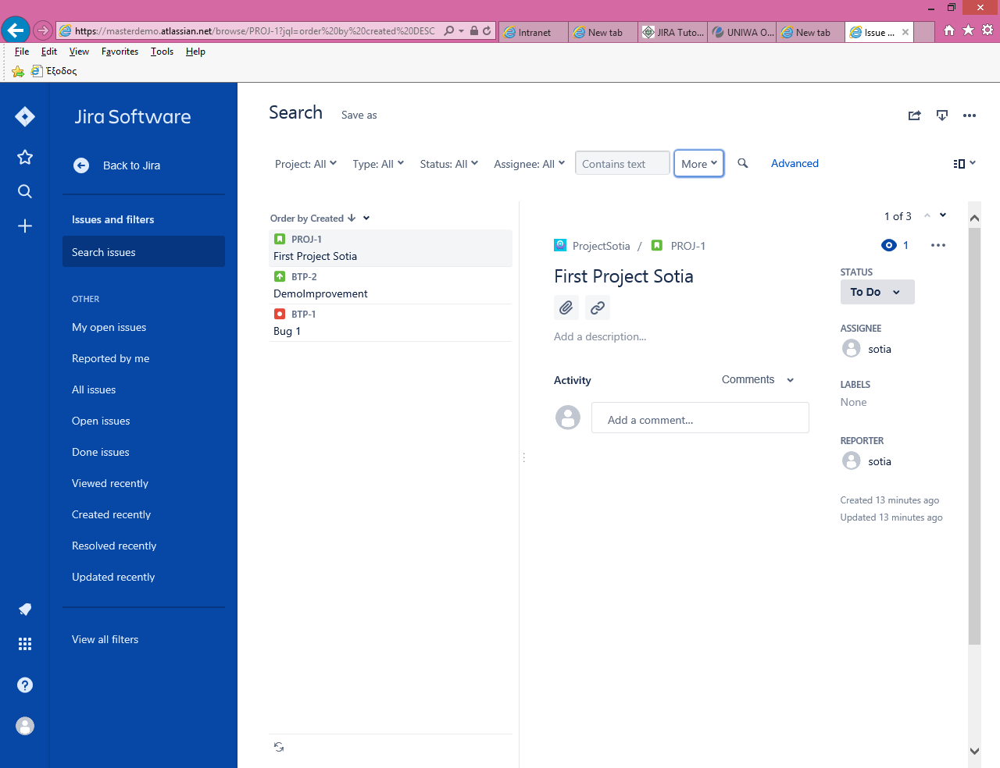 https://masterdemo.atlassian.net/browse/PROJ-1?jql=order%20by%20created%20DESC
Intranet
New tab
JIRA Tuto...
UNIWA O...
New tab
Issue ...
File Edit View Favorites Tools Help
Έξοδος
Jira Software
Back to Jira
Issues and filters
Search issues
OTHER
My open issues
Reported by me
All issues
Open issues
Done issues
Viewed recently
Created recently
Resolved recently
Updated recently
View all filters
Search Save as
Project: All Type: All Status: All Assignee: All Contains text More Advanced
Order by Created
PROJ-1
First Project Sotia
BTP-2
DemoImprovement
BTP-1
Bug 1
1 of 3
ProjectSotia / PROJ-1
1
First Project Sotia
Add a description...
Activity
Comments
Add a comment...
STATUS
To Do
ASSIGNEE
sotia
LABELS
None
REPORTER
sotia
Created 13 minutes ago
Updated 13 minutes ago